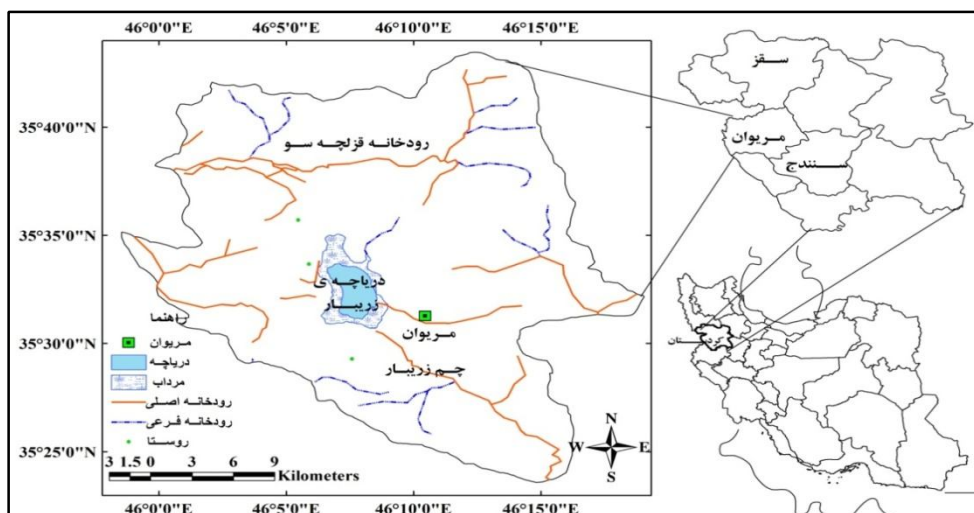 46°0'0"E 46°5'0"E 46°10'0"E 46°15'0"E
35°40'0"N
35°35'0"N
35°30'0"N
35°25'0"N
رودخانه قزلچه سو
دریاچه ی
زریبار
مریوان
چم زریبار
راهنما
مریوان
دریاچه
مرداب
رودخانه اصلی
رودخانه فرعی
روستا
3 1.5 0 3 6 9
Kilometers
N
W E
S
46°0'0"E 46°5'0"E 46°10'0"E 46°15'0"E
سقز
مریوان
سنندج
کردستان